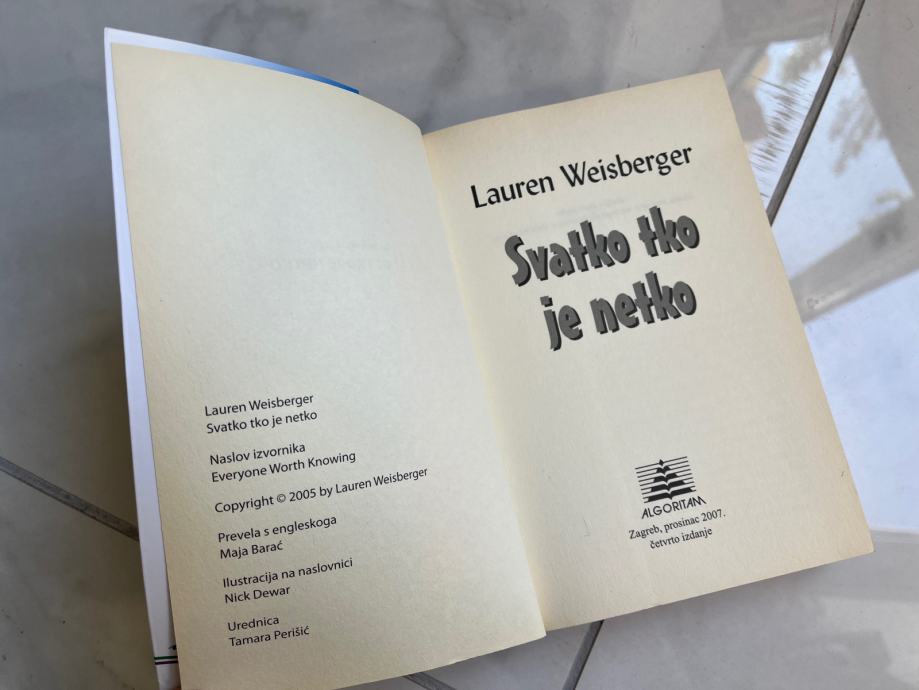 Lauren Weisberger
Svatko tko je netko
Naslov izvornika
Everyone Worth Knowing
Copyright © 2005 by Lauren Weisberger
Prevela s engleskoga
Maja Barać
Ilustracija na naslovnici
Nick Dewar
Urednica
Tamara Perišić
Lauren Weisberger
Svatko tko
je netko
ALGORITAM
Zagreb, prosinac 2007.
četvrto izdanje